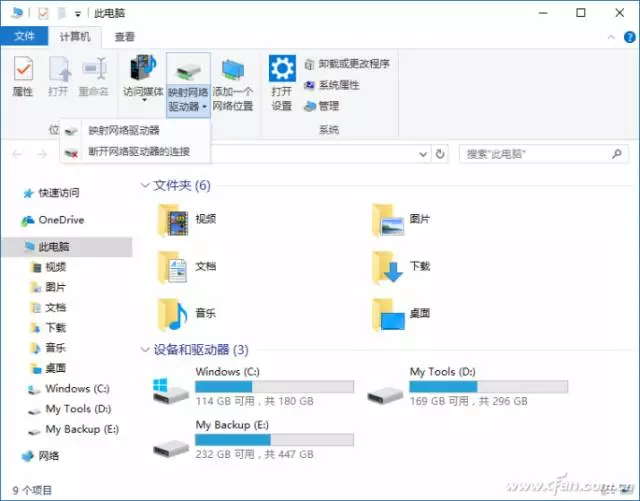 此电脑
文件
计算机
查看
属性
打开
重命名
访问媒体
映射网络
驱动器
添加一个
网络位置
打开
设置
卸载或更改程序
系统属性
管理
位
系统
映射网络驱动器
断开网络驱动器的连接
搜索"此电脑"
快速访问
OneDrive
此电脑
视频
图片
文档
下载
音乐
桌面
Windows (C:)
My Tools (D:)
My Backup (E:)
网络
文件夹 (6)
视频
图片
文档
下载
音乐
桌面
设备和驱动器 (3)
Windows (C:)
114 GB 可用，共 180 GB
My Tools (D:)
169 GB 可用，共 296 GB
My Backup (E:)
232 GB 可用，共 447 GB
9 个项目
www.cfan.com.cn